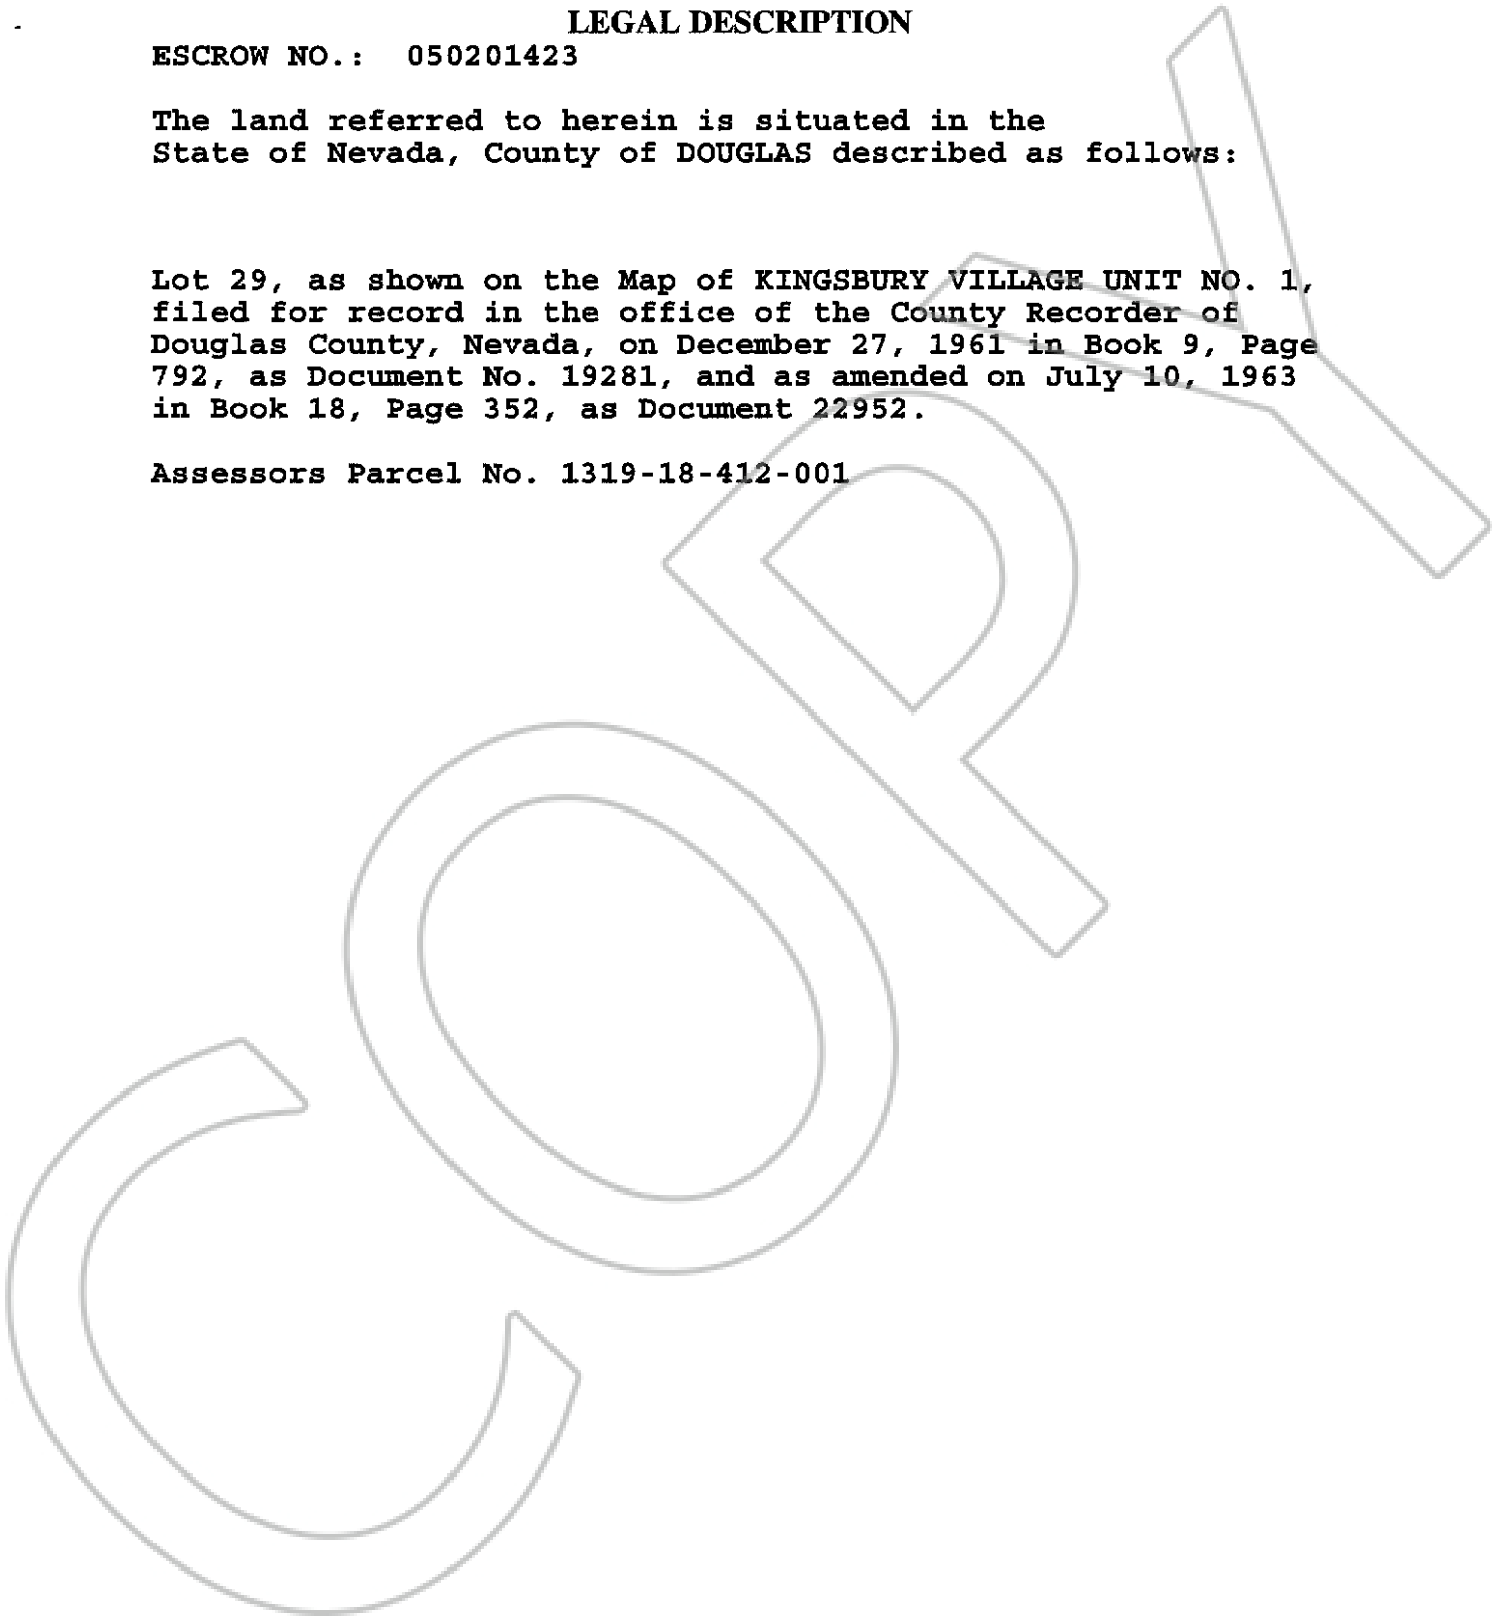 LEGAL DESCRIPTION
ESCROW NO.: 050201423
The land referred to herein is situated in the
State of Nevada, County of DOUGLAS described as follows:
Lot 29, as shown on the Map of KINGSBURY VILLAGE UNIT NO. 1,
filed for record in the office of the County Recorder of
Douglas County, Nevada, on December 27, 1961 in Book 9, Page
792, as Document No. 19281, and as amended on July 10, 1963
in Book 18, Page 352, as Document 22952.
Assessors Parcel No. 1319-18-412-001
COPY